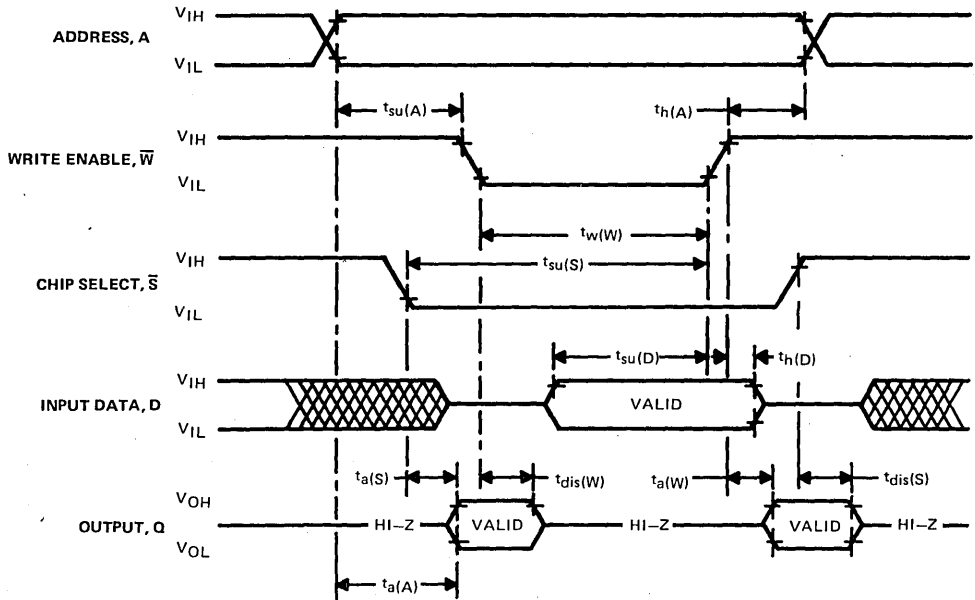 VIH
ADDRESS, A
VIL
tsu(A)
th(A)
VIH
WRITE ENABLE, W̅
VIL
tw(W)
VIH
tsu(S)
CHIP SELECT, S̅
VIL
tsu(D)
th(D)
VIH
INPUT DATA, D
VALID
VIL
ta(S)
tdis(W)
ta(W)
tdis(S)
VOH
OUTPUT, Q
HI–Z
VALID
HI–Z
VALID
HI–Z
VOL
ta(A)